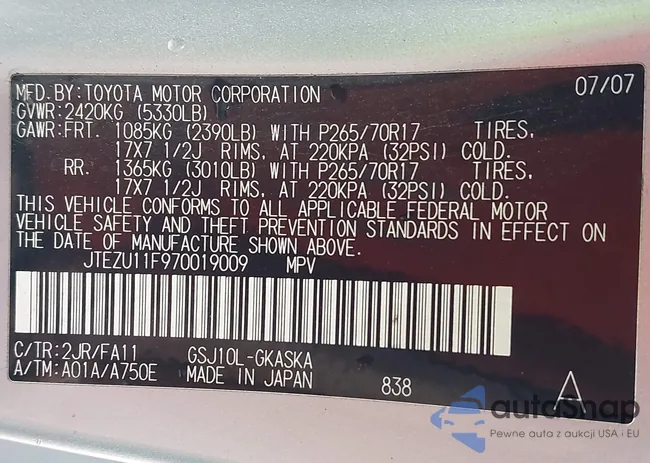 MFD.BY:TOYOTA MOTOR CORPORATION 07/07
GVWR:2420KG (5330LB)
GAWR:FRT. 1085KG (2390LB) WITH P265/70R17 TIRES,
17X7 1/2J RIMS, AT 220KPA (32PSI) COLD.
RR. 1365KG (3010LB) WITH P265/70R17 TIRES,
17X7 1/2J RIMS, AT 220KPA (32PSI) COLD.
THIS VEHICLE CONFORMS TO ALL APPLICABLE FEDERAL MOTOR
VEHICLE SAFETY AND THEFT PREVENTION STANDARDS IN EFFECT ON
THE DATE OF MANUFACTURE SHOWN ABOVE.
JTEZU11F970019009 MPV
C/TR:2JR/FA11 GSJ10L-GKASKA
A/TM:A01A/A750E MADE IN JAPAN 838 A
autoSnap
Pewne auta z aukcji USA i EU